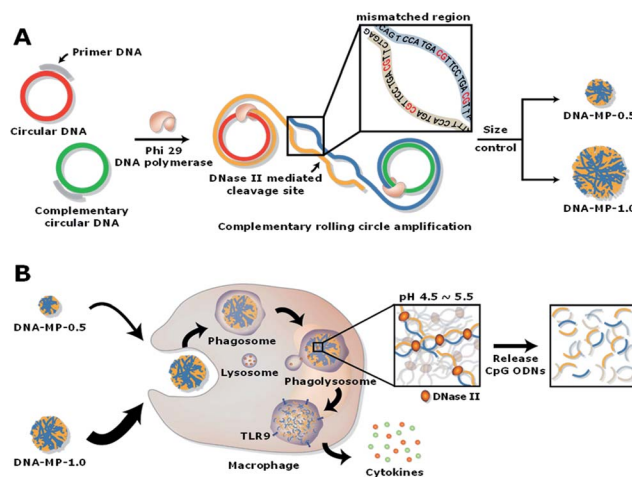 A
Primer DNA
Circular DNA
Complementary
circular DNA
Phi 29
DNA polymerase
DNase II mediated
cleavage site
Complementary rolling circle amplification
mismatched region
Size
control
DNA-MP-0.5
DNA-MP-1.0
B
DNA-MP-0.5
DNA-MP-1.0
Phagosome
Lysosome
Phagolysosome
TLR9
Macrophage
Cytokines
pH 4.5 ~ 5.5
DNase II
Release
CpG ODNs